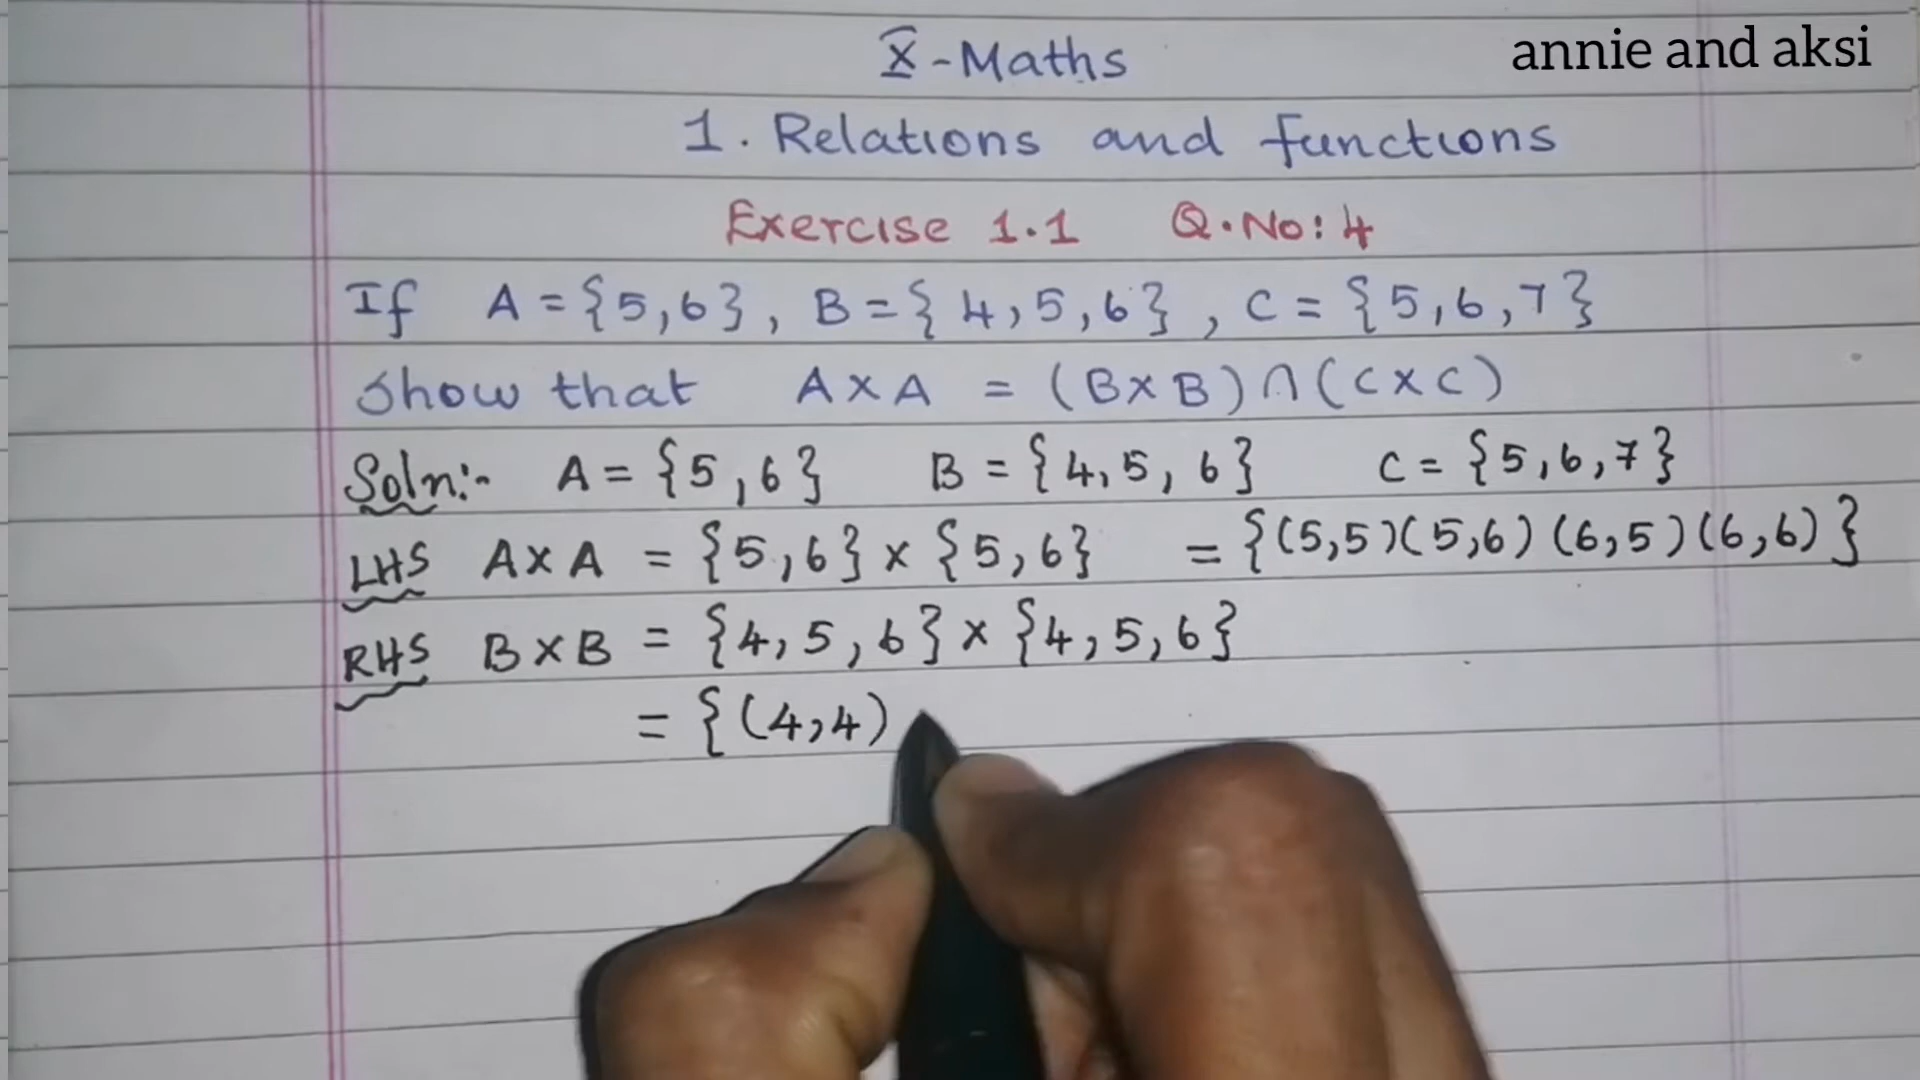 X-Maths
annie and aksi
1. Relations and functions
Exercise 1.1 Q.No: 4
If A = {5,6}, B = {4,5,6}, C = {5,6,7}
Show that A×A = (B×B)∩(C×C)
Soln:- A = {5,6} B = {4,5,6} C = {5,6,7}
LHS A×A = {5,6}×{5,6} = {(5,5)(5,6)(6,5)(6,6)}
RHS B×B = {4,5,6}×{4,5,6}
= {(4,4)